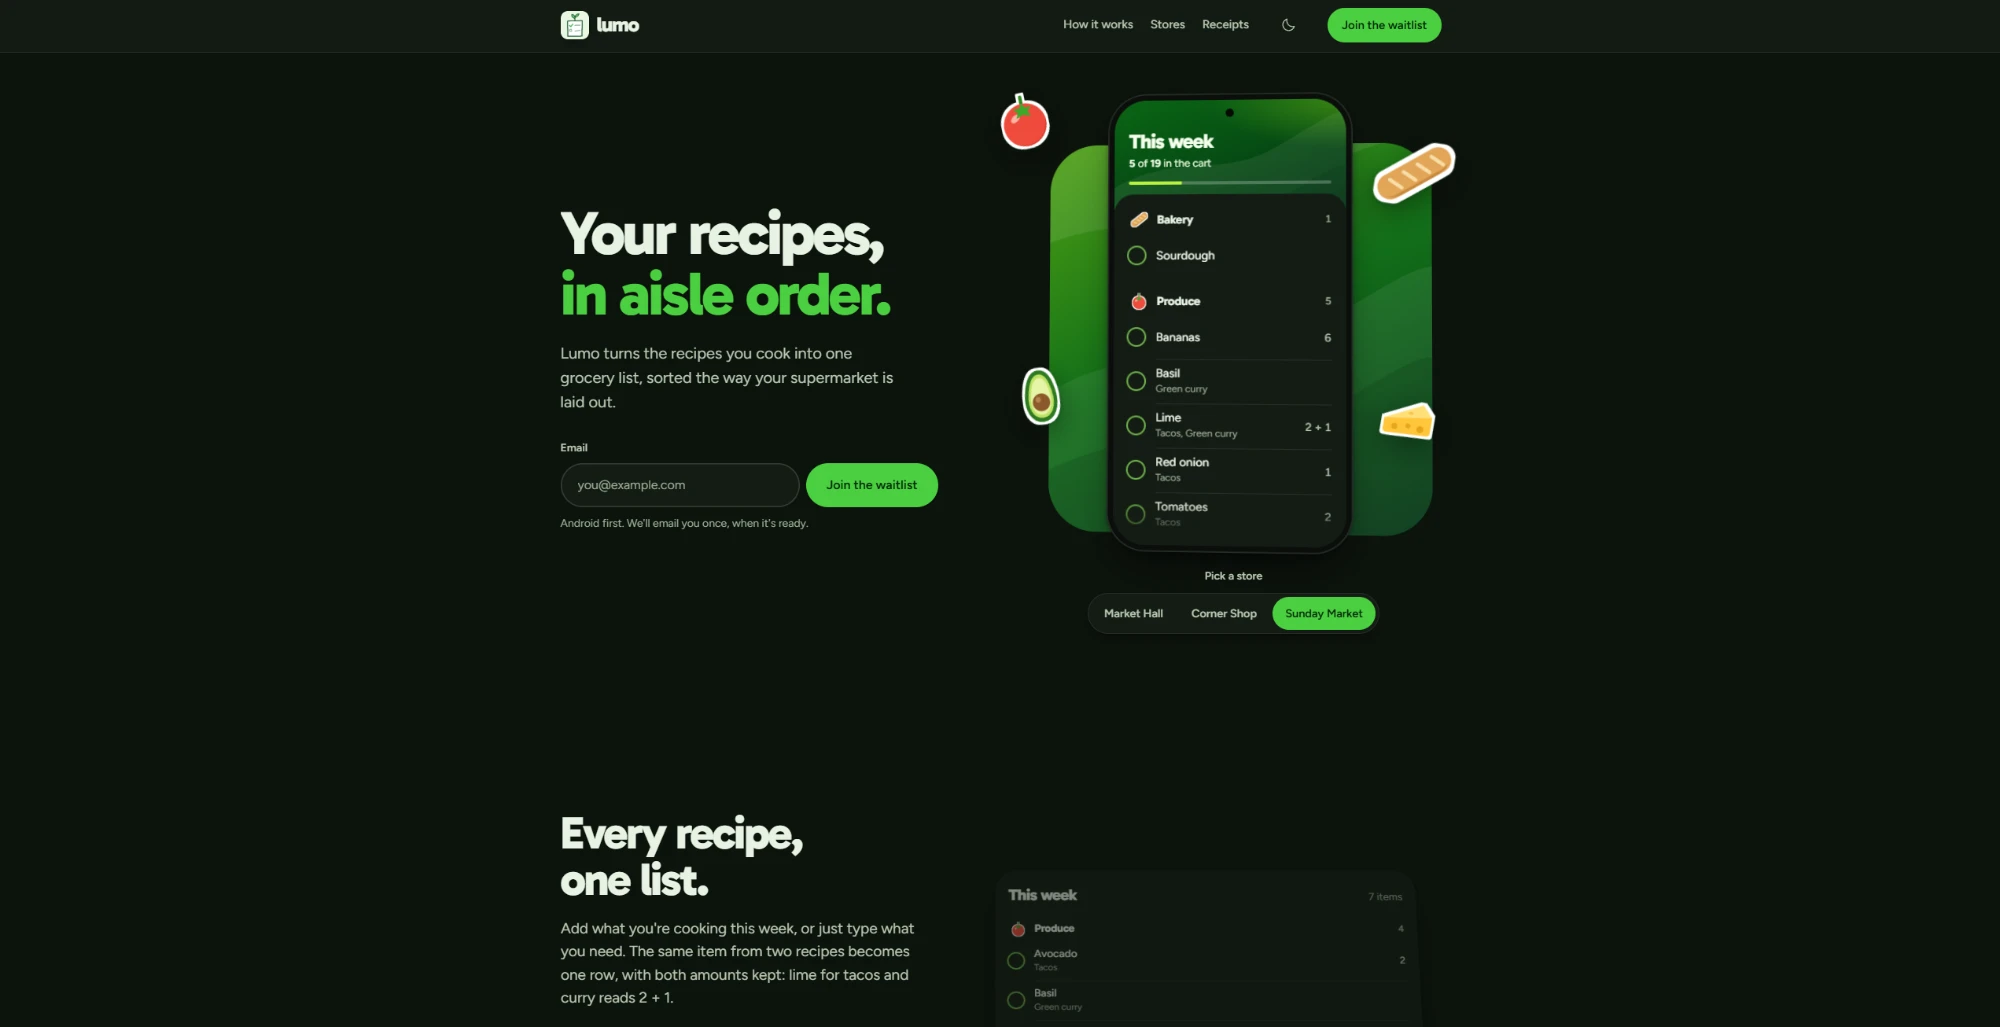 lumo
How it works
Stores
Receipts
Join the waitlist
Your recipes,
in aisle order.
Lumo turns the recipes you cook into one
grocery list, sorted the way your supermarket is
laid out.
Email
you@example.com
Join the waitlist
Android first. We'll email you once, when it's ready.
This week
5 of 19 in the cart
Bakery 1
Sourdough
Produce 5
Bananas 6
Basil
Green curry
Lime 2 + 1
Tacos, Green curry
Red onion 1
Tacos
Tomatoes 2
Tacos
Pick a store
Market Hall
Corner Shop
Sunday Market
Every recipe,
one list.
Add what you're cooking this week, or just type what
you need. The same item from two recipes becomes
one row, with both amounts kept: lime for tacos and
curry reads 2 + 1.
This week 7 items
Produce 4
Avocado 2
Tacos
Basil
Green curry